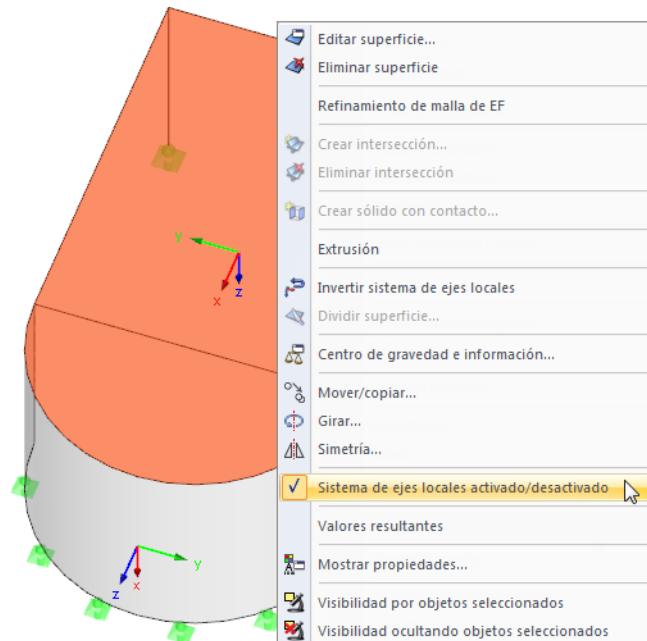 Editar superficie...
Eliminar superficie
Refinamiento de malla de EF
Crear intersección...
Eliminar intersección
Crear sólido con contacto...
Extrusión
Invertir sistema de ejes locales
Dividir superficie...
Centro de gravedad e información...
Mover/copiar...
Girar...
Simetría...
Sistema de ejes locales activado/desactivado
Valores resultantes
Mostrar propiedades...
Visibilidad por objetos seleccionados
Visibilidad ocultando objetos seleccionados
y
x
z
y
x
z